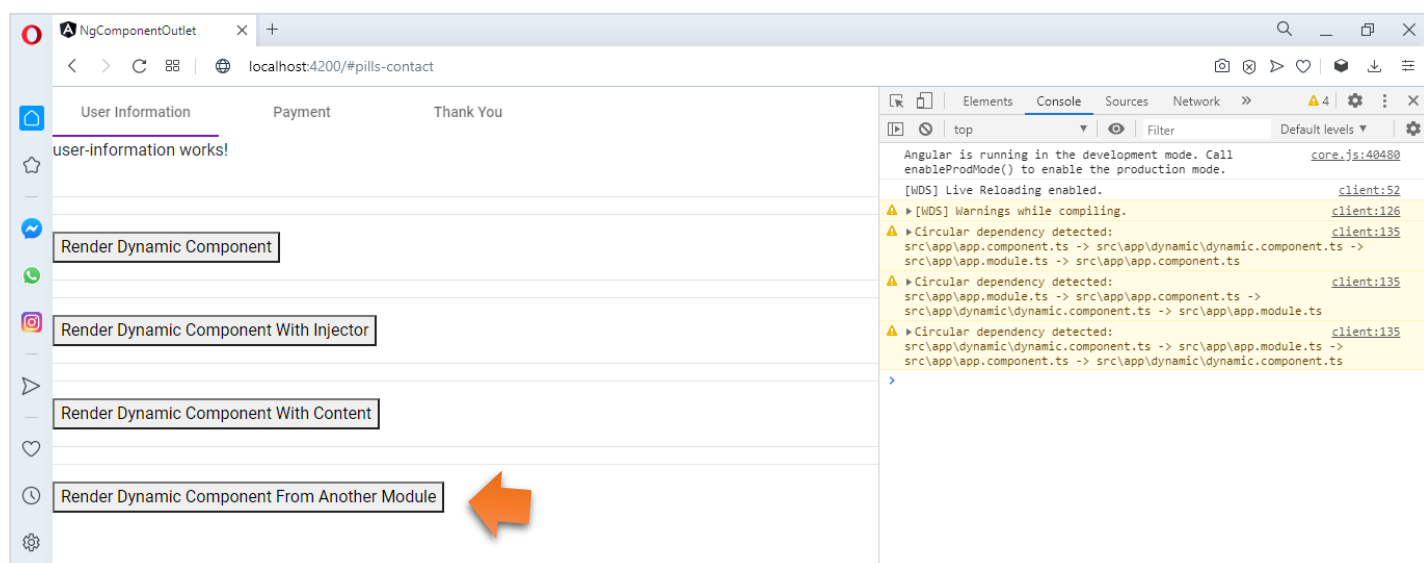 NgComponentOutlet
localhost:4200/#pills-contact
User Information Payment Thank You
user-information works!
Render Dynamic Component
Render Dynamic Component With Injector
Render Dynamic Component With Content
Render Dynamic Component From Another Module
Elements Console Sources Network » 4
top Filter Default levels ▼
Angular is running in the development mode. Call core.js:40480
enableProdMode() to enable the production mode.
[WDS] Live Reloading enabled. client:52
[WDS] Warnings while compiling. client:126
Circular dependency detected: client:135
src\app\app.component.ts -> src\app\dynamic\dynamic.component.ts ->
src\app\app.module.ts -> src\app\app.component.ts
Circular dependency detected: client:135
src\app\app.module.ts -> src\app\app.component.ts ->
src\app\dynamic\dynamic.component.ts -> src\app\app.module.ts
Circular dependency detected: client:135
src\app\dynamic\dynamic.component.ts -> src\app\app.module.ts ->
src\app\app.component.ts -> src\app\dynamic\dynamic.component.ts